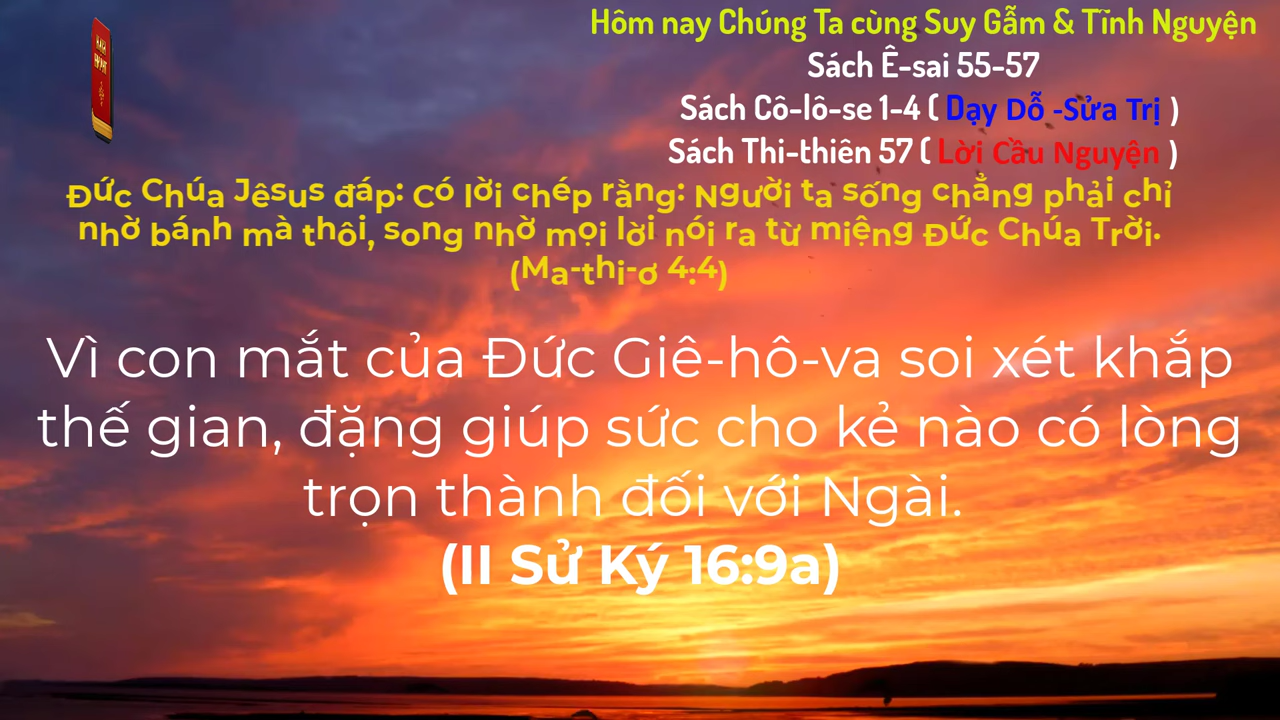 Hôm nay Chúng Ta cùng Suy Gẫm & Tĩnh Nguyện
Sách Ê-sai 55-57
Sách Cô-lô-se 1-4 ( Dạy Dỗ -Sửa Trị )
Sách Thi-thiên 57 ( Lời Cầu Nguyện )
Đức Chúa Jêsus đáp: Có lời chép rằng: Người ta sống chẳng phải chỉ
nhờ bánh mà thôi, song nhờ mọi lời nói ra từ miệng Đức Chúa Trời.
(Ma-thi-ơ 4:4)
Vì con mắt của Đức Giê-hô-va soi xét khắp
thế gian, đặng giúp sức cho kẻ nào có lòng
trọn thành đối với Ngài.
(II Sử Ký 16:9a)